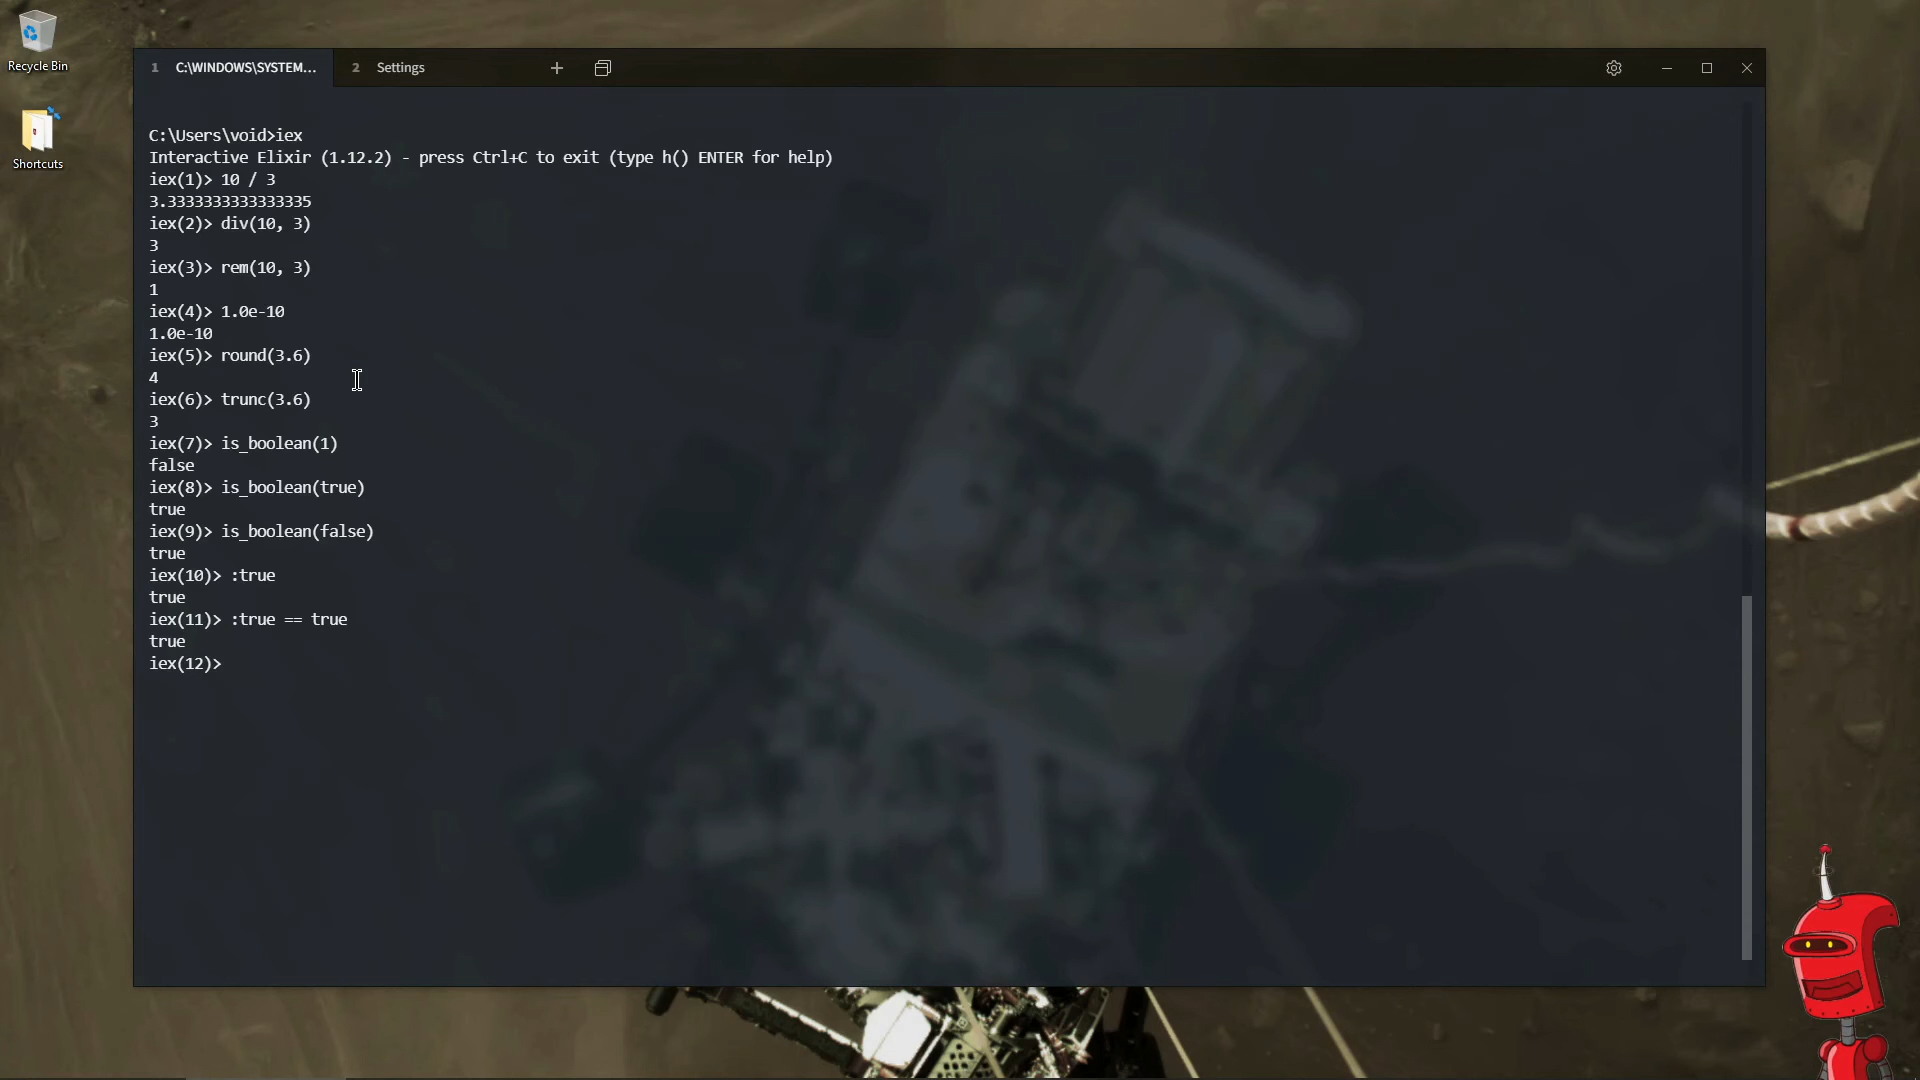 Recycle Bin
Shortcuts
1 C:\WINDOWS\SYSTEM... 2 Settings
C:\Users\void>iex
Interactive Elixir (1.12.2) - press Ctrl+C to exit (type h() ENTER for help)
iex(1)> 10 / 3
3.3333333333333335
iex(2)> div(10, 3)
3
iex(3)> rem(10, 3)
1
iex(4)> 1.0e-10
1.0e-10
iex(5)> round(3.6)
4
iex(6)> trunc(3.6)
3
iex(7)> is_boolean(1)
false
iex(8)> is_boolean(true)
true
iex(9)> is_boolean(false)
true
iex(10)> :true
true
iex(11)> :true == true
true
iex(12)>